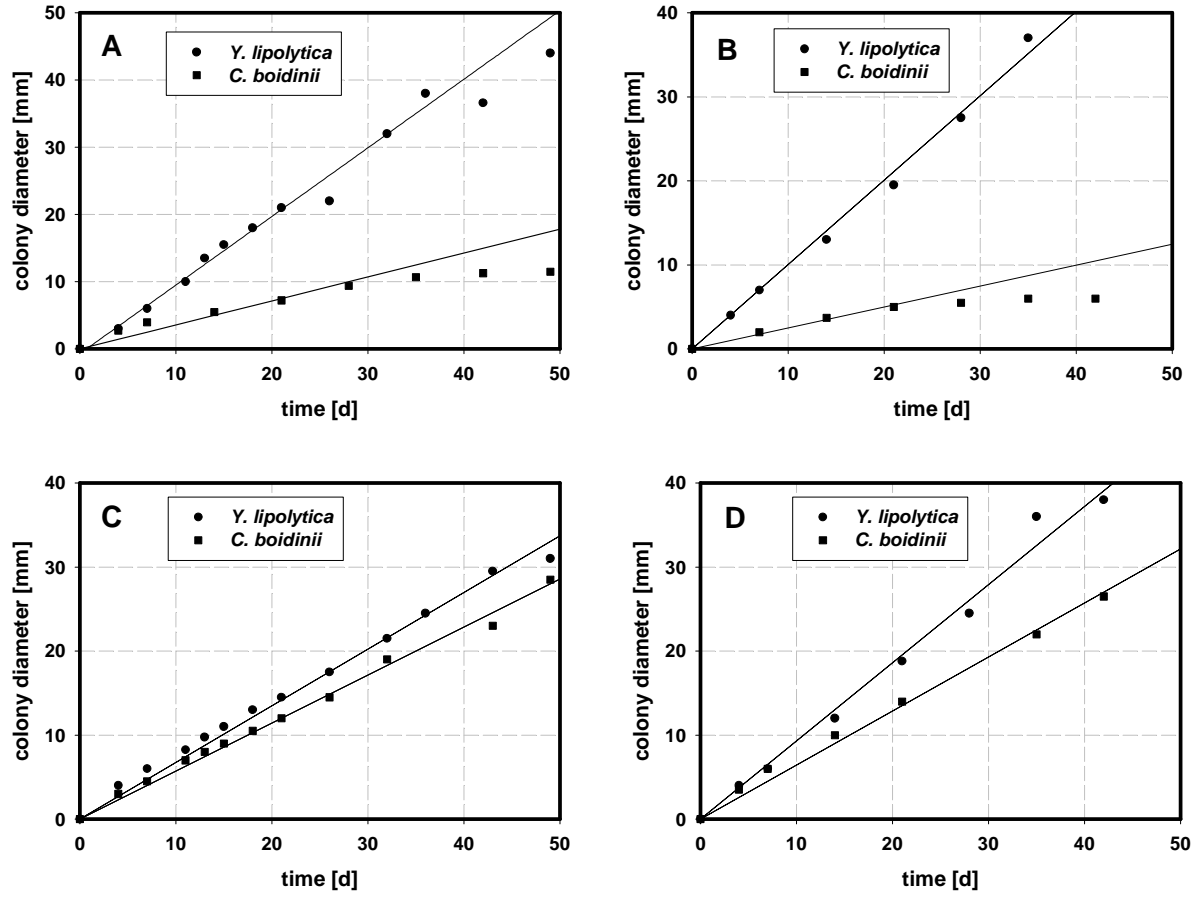 A
Y. lipolytica
C. boidinii
colony diameter [mm]
50
40
30
20
10
0
0 10 20 30 40 50
time [d]
B
Y. lipolytica
C. boidinii
colony diameter [mm]
40
30
20
10
0
0 10 20 30 40 50
time [d]
C
Y. lipolytica
C. boidinii
colony diameter [mm]
40
30
20
10
0
0 10 20 30 40 50
time [d]
D
Y. lipolytica
C. boidinii
colony diameter [mm]
40
30
20
10
0
0 10 20 30 40 50
time [d]